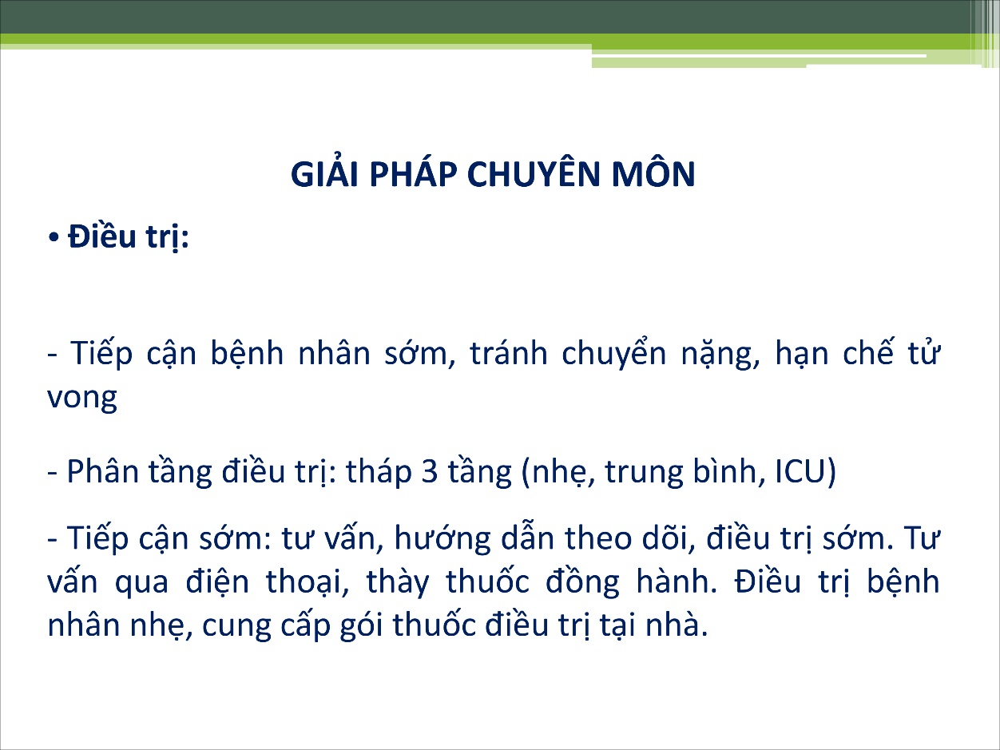 GIẢI PHÁP CHUYÊN MÔN
• Điều trị:
- Tiếp cận bệnh nhân sớm, tránh chuyển nặng, hạn chế tử
vong
- Phân tầng điều trị: tháp 3 tầng (nhẹ, trung bình, ICU)
- Tiếp cận sớm: tư vấn, hướng dẫn theo dõi, điều trị sớm. Tư
vấn qua điện thoại, thày thuốc đồng hành. Điều trị bệnh
nhân nhẹ, cung cấp gói thuốc điều trị tại nhà.